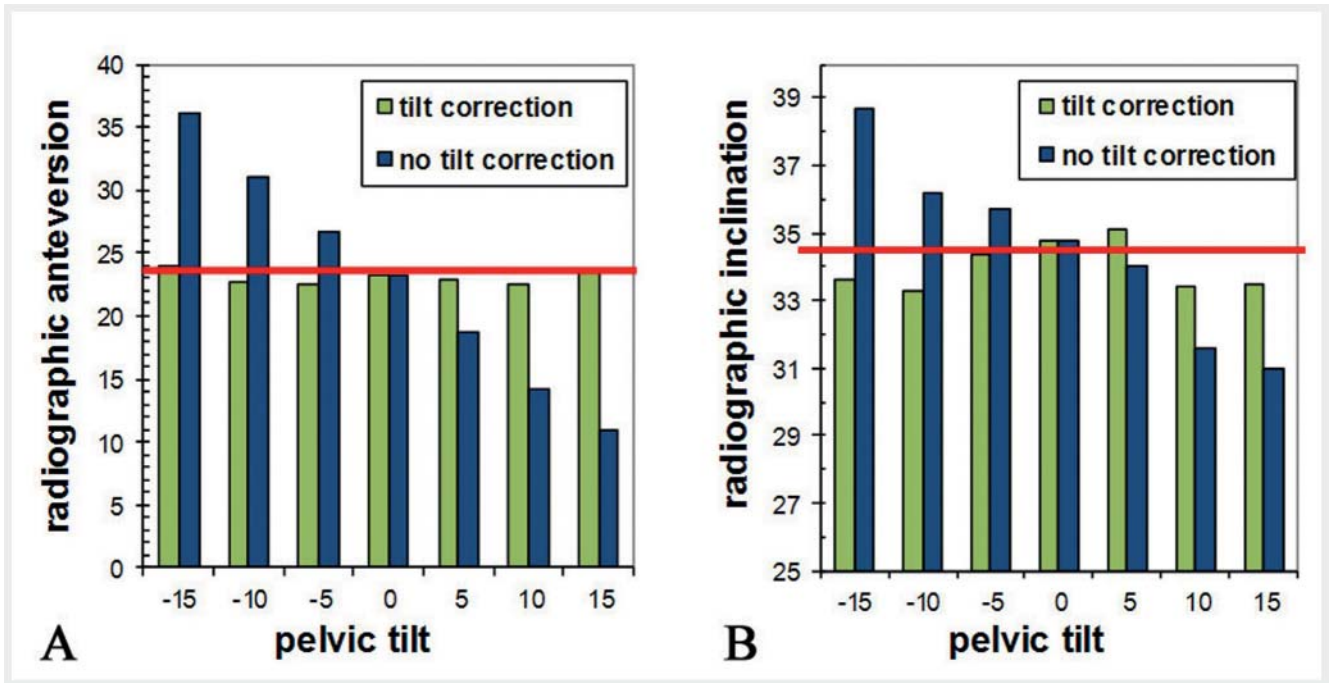 40
35
30
25
20
15
10
5
0
radiographic anteversion
tilt correction
no tilt correction
-15 -10 -5 0 5 10 15
pelvic tilt
A
39
37
35
33
31
29
27
25
radiographic inclination
tilt correction
no tilt correction
-15 -10 -5 0 5 10 15
pelvic tilt
B